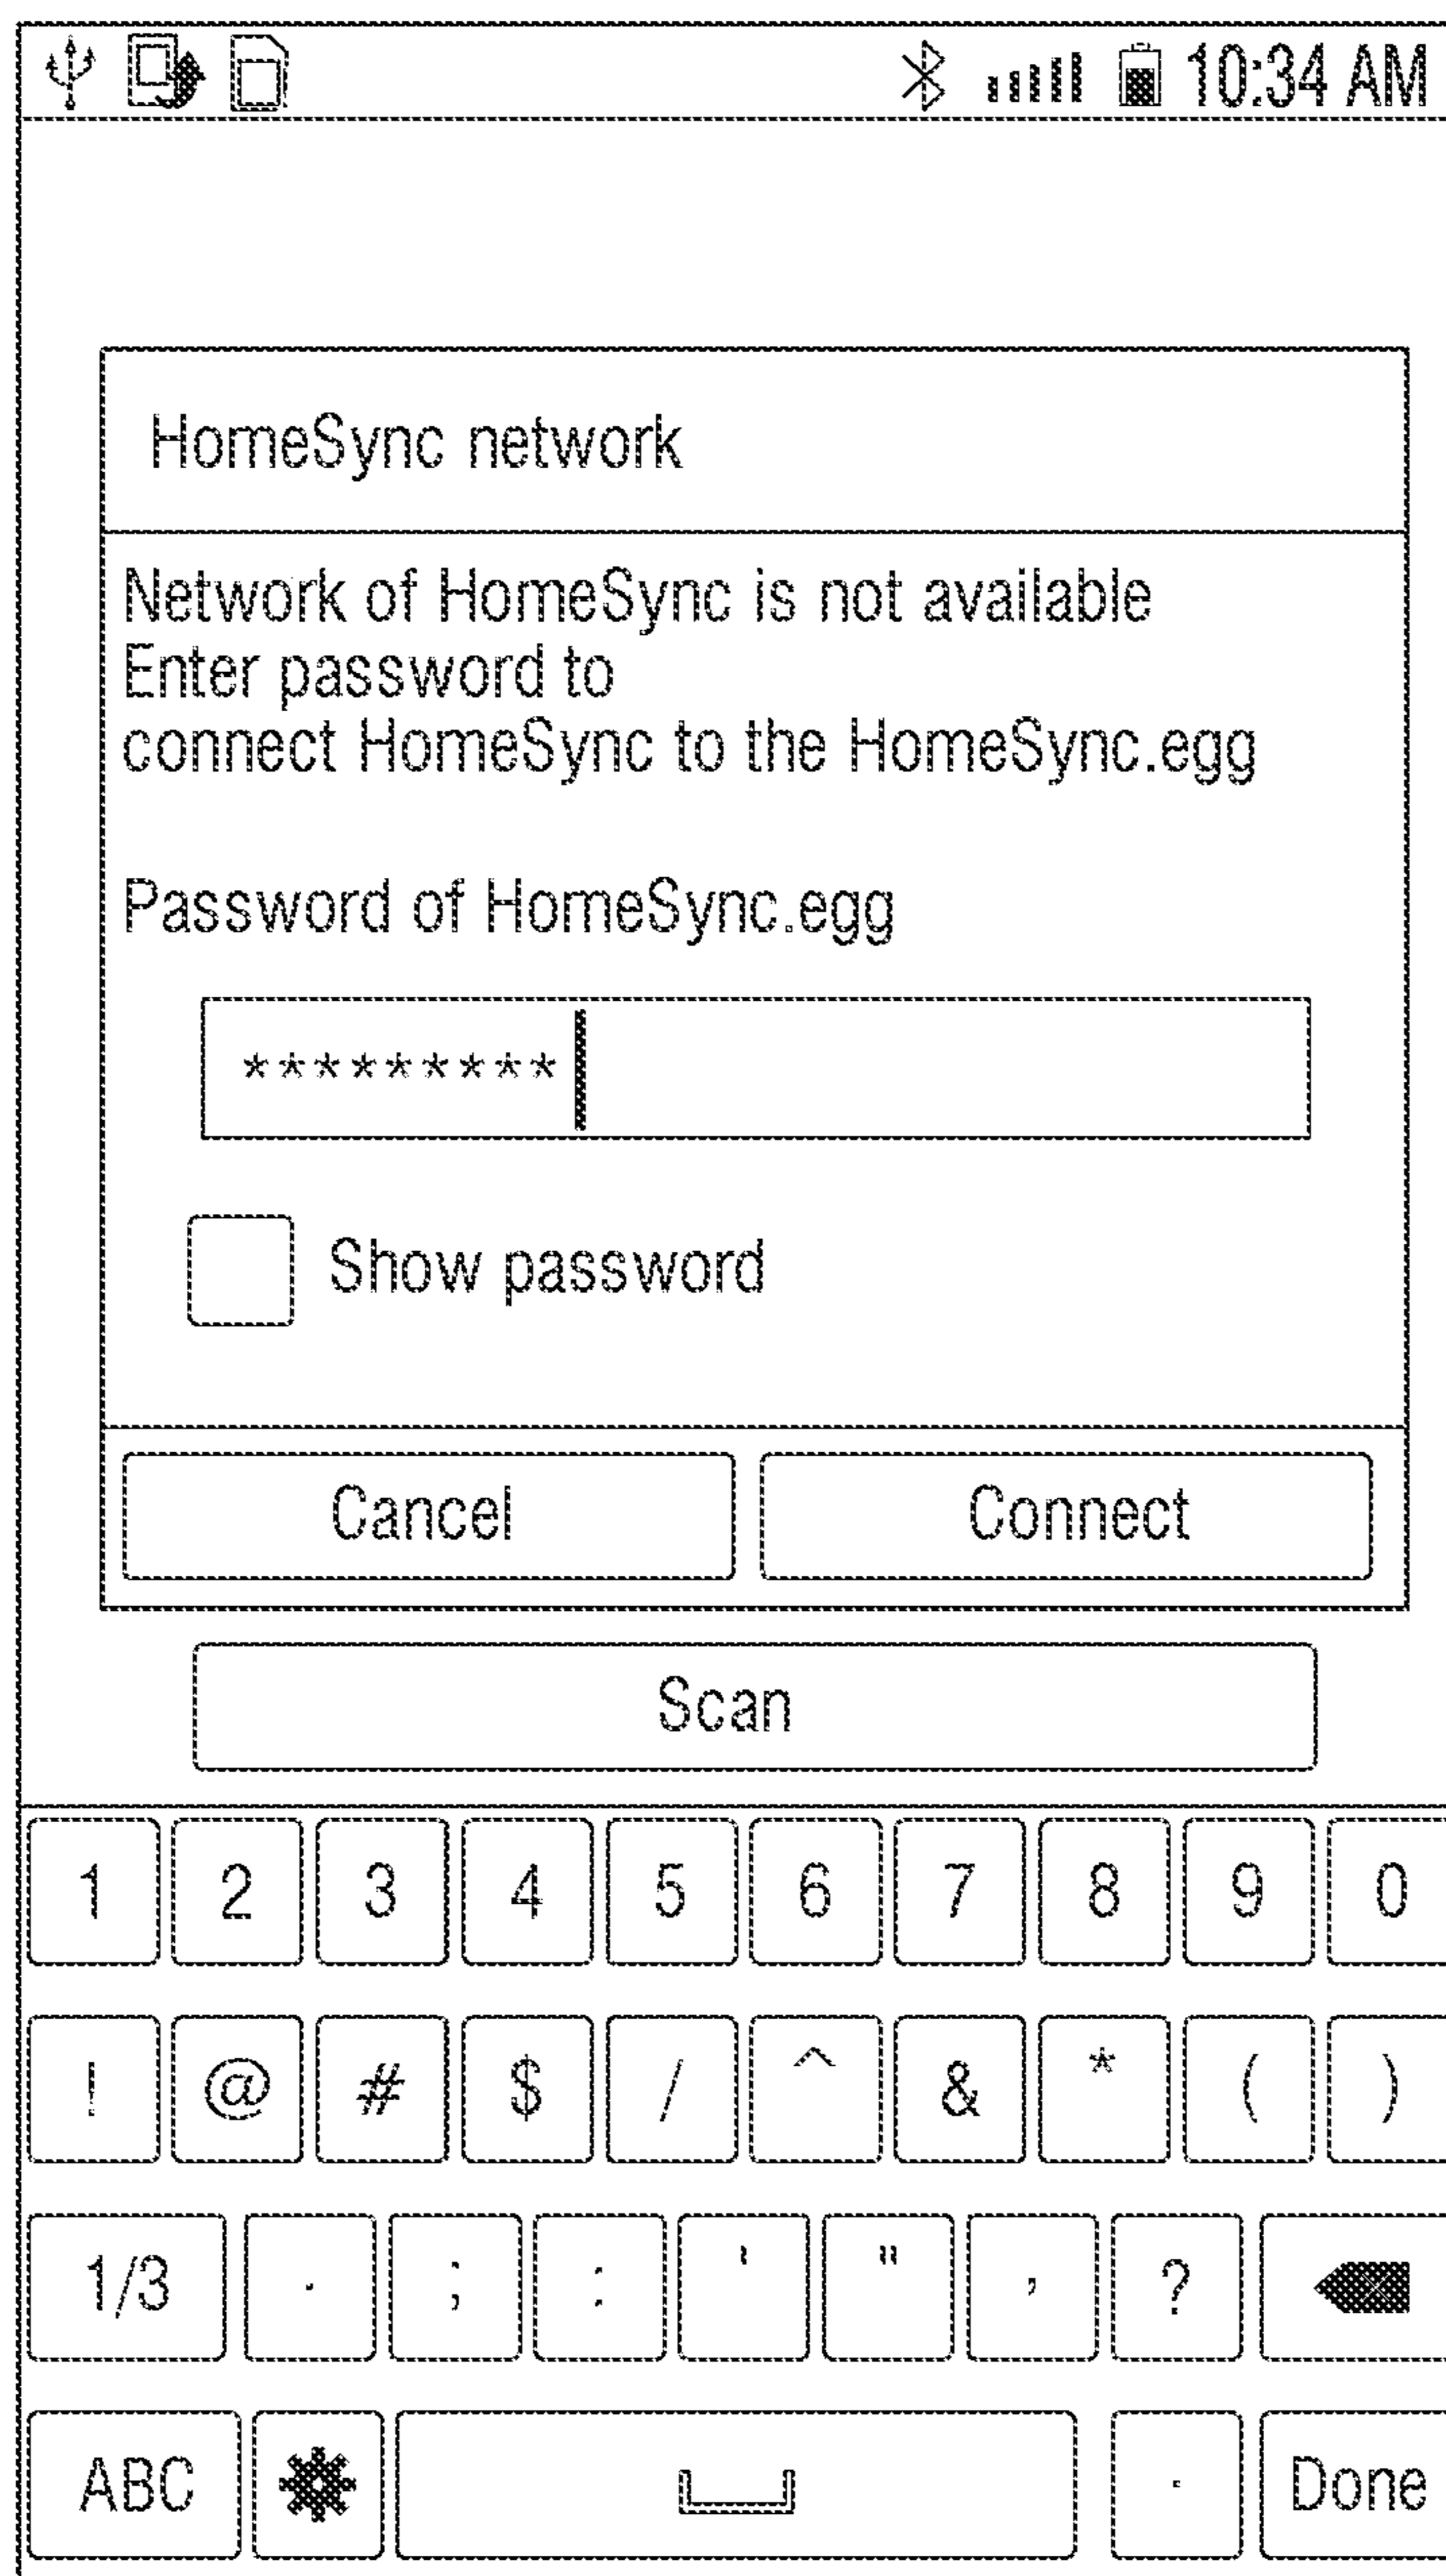 10:34 AM
HomeSync network
Network of HomeSync is not available
Enter password to
connect HomeSync to the HomeSync.egg
Password of HomeSync.egg
*********
Show password
Cancel Connect
Scan
1 2 3 4 5 6 7 8 9 0
! @ # $ / ^ & * ( )
1/3 . ; : ' " , ?
ABC . Done